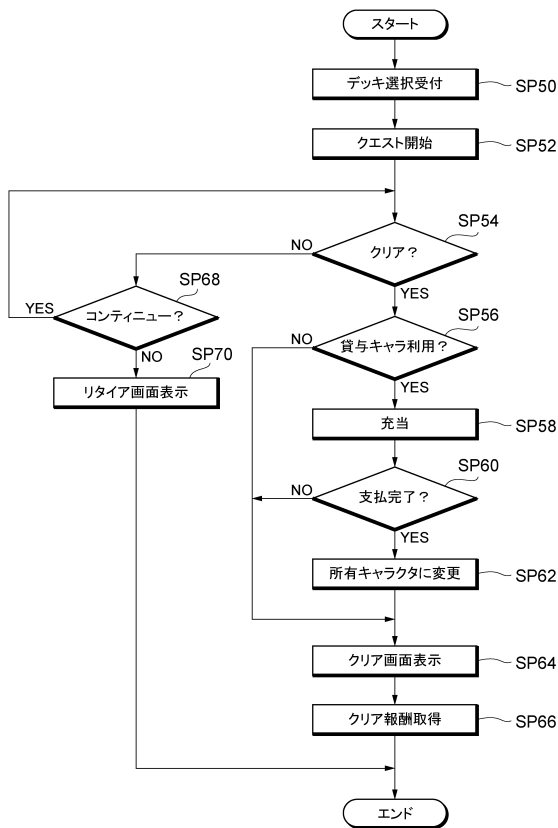 スタート
デッキ選択受付
SP50
クエスト開始
SP52
クリア？
SP54
NO
YES
コンティニュー？
SP68
YES
NO
貸与キャラ利用？
SP56
NO
YES
リタイア画面表示
SP70
充当
SP58
支払完了？
SP60
NO
YES
所有キャラクタに変更
SP62
クリア画面表示
SP64
クリア報酬取得
SP66
エンド